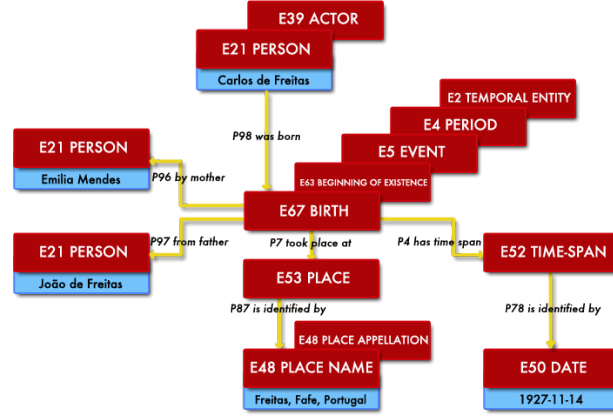 E39 ACTOR
E21 PERSON
Carlos de Freitas
P98 was born
E2 TEMPORAL ENTITY
E4 PERIOD
E5 EVENT
E63 BEGINNING OF EXISTENCE
E67 BIRTH
E21 PERSON
Emilia Mendes
P96 by mother
E21 PERSON
João de Freitas
P97 from father
P7 took place at
P4 has time span
E53 PLACE
E52 TIME-SPAN
P87 is identified by
P78 is identified by
E48 PLACE APPELLATION
E48 PLACE NAME
Freitas, Fafe, Portugal
E50 DATE
1927-11-14